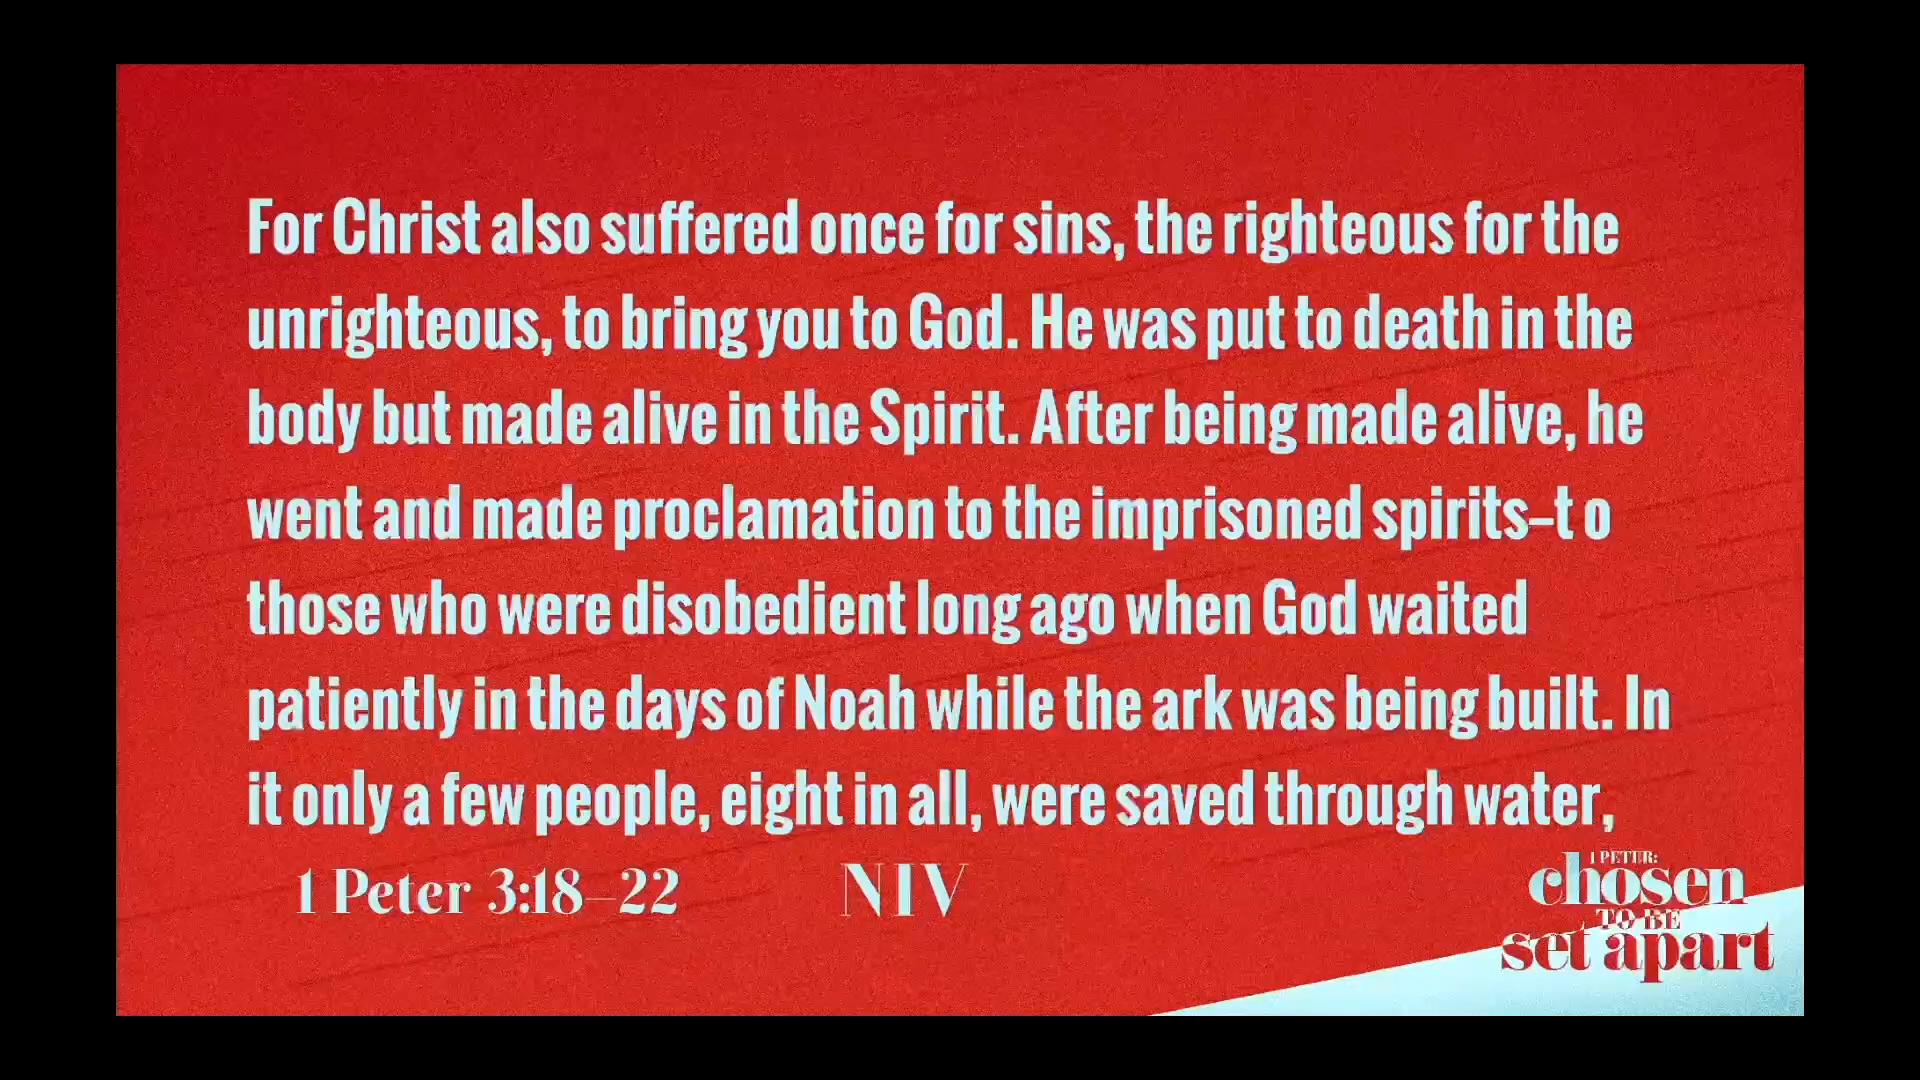 For Christ also suffered once for sins, the righteous for the
unrighteous, to bring you to God. He was put to death in the
body but made alive in the Spirit. After being made alive, he
went and made proclamation to the imprisoned spirits–t o
those who were disobedient long ago when God waited
patiently in the days of Noah while the ark was being built. In
it only a few people, eight in all, were saved through water,
1 Peter 3:18–22 NIV
1 PETER:
chosen
TO BE
set apart